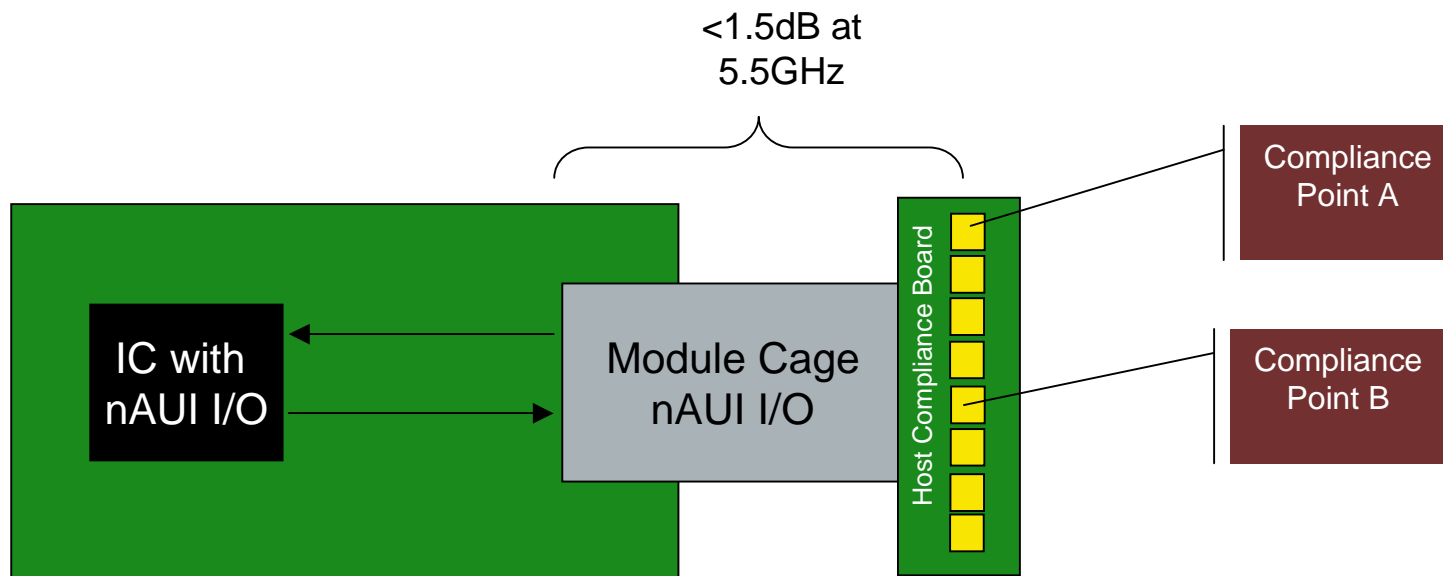 <1.5dB at
5.5GHz
Compliance
Point A
Host Compliance Board
IC with
nAUI I/O
Module Cage
nAUI I/O
Compliance
Point B